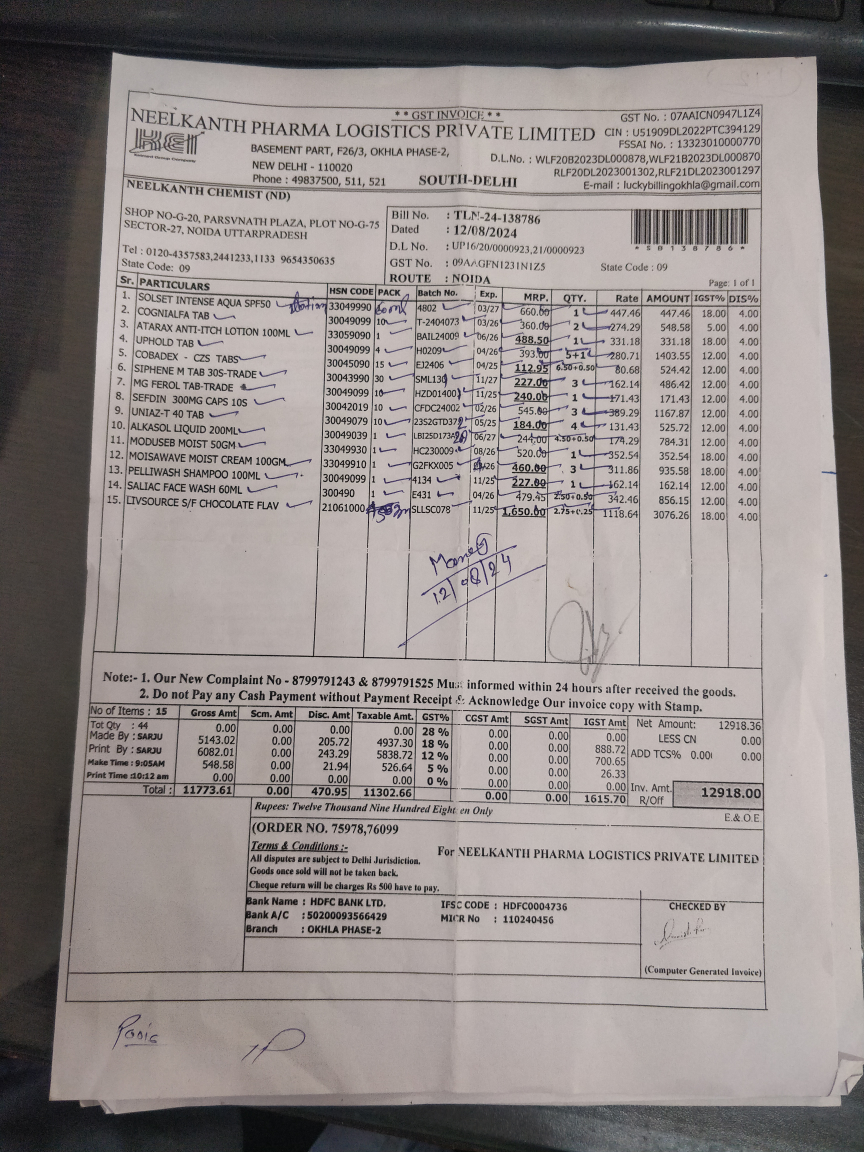 * * GST INVOICE * *
GST No. : 07AAICN0947L1Z4
NEELKANTH PHARMA LOGISTICS PRIVATE LIMITED
CIN : U51909DL2022PTC394129
FSSAI No. : 13323010000770
KEI
BASEMENT PART, F26/3, OKHLA PHASE-2,
NEW DELHI - 110020
D.L.No. : WLF20B2023DL000878,WLF21B2023DL000870
RLF20DL2023001302,RLF21DL2023001297
Phone : 49837500, 511, 521
SOUTH-DELHI
E-mail : luckybillingokhla@gmail.com
NEELKANTH CHEMIST (ND)
SHOP NO-G-20, PARSVNATH PLAZA, PLOT NO-G-75
SECTOR-27, NOIDA UTTARPRADESH
Tel : 0120-4357583,2441233,1133 9654350635
State Code: 09
Bill No. : TLN-24-138786
Dated : 12/08/2024
D.L No. : UP16/20/0000923,21/0000923
GST No. : 09AAGFN1231N1Z5
State Code : 09
ROUTE : NOIDA
* 5 8 1 3 8 7 8 6 *
Page: 1 of 1
Sr. PARTICULARS HSN CODE PACK Batch No. Exp. MRP. QTY. Rate AMOUNT IGST% DIS%
1. SOLSET INTENSE AQUA SPF50 33049990 60ml 4802 03/27 660.00 1 447.46 447.46 18.00 4.00
2. COGNIALFA TAB 30049099 10 T-2404073 03/26 360.00 2 274.29 548.58 5.00 4.00
3. ATARAX ANTI-ITCH LOTION 100ML 33059090 1 BAIL24009 06/26 488.50 1 331.18 331.18 18.00 4.00
4. UPHOLD TAB 30049099 4 H0209 04/26 393.00 5+1 280.71 1403.55 12.00 4.00
5. COBADEX - CZS TABS 30045090 15 EJ2406 04/26 112.95 6.50+0.50 80.68 524.42 12.00 4.00
6. SIPHENE M TAB 30S-TRADE 30043990 30 11/27 227.00 3 162.14 486.42 12.00 4.00
7. MG FEROL TAB-TRADE 30049099 10 HZD01400 11/25 240.00 1 171.43 171.43 12.00 4.00
8. SEFDIN 300MG CAPS 10S 30042019 10 CFDC24002 02/26 545.00 3 389.29 1167.87 12.00 4.00
9. UNIAZ-T 40 TAB 30049079 10 05/25 184.00 4 131.43 525.72 12.00 4.00
10. ALKASOL LIQUID 200ML 30049039 1 06/27 244.00 4.50+0.50 174.29 784.31 12.00 4.00
11. MODUSEB MOIST 50GM 33049930 1 HC230009 08/26 520.00 1 352.54 352.54 18.00 4.00
12. MOISAWAVE MOIST CREAM 100GM 33049910 1 G2FKX005 460.00 3 311.86 935.58 18.00 4.00
13. PELLIWASH SHAMPOO 100ML 30049099 1 4134 11/25 227.00 1 162.14 162.14 12.00 4.00
14. SALIAC FACE WASH 60ML 300490 1 E431 04/26 479.45 2.50+0.50 342.46 856.15 12.00 4.00
15. LIVSOURCE S/F CHOCOLATE FLAV 21061000 SLLSC078 11/25 1,650.00 2.75+0.25 1118.64 3076.26 18.00 4.00
12/08/24
Note:- 1. Our New Complaint No - 8799791243 & 8799791525 Must informed within 24 hours after received the goods.
2. Do not Pay any Cash Payment without Payment Receipt & Acknowledge Our invoice copy with Stamp.
No of Items : 15 Gross Amt Scm. Amt Disc. Amt Taxable Amt. GST% CGST Amt SGST Amt IGST Amt Net Amount: 12918.36
Tot Qty : 44 0.00 0.00 0.00 0.00 28 % 0.00 0.00 0.00 LESS CN 0.00
Made By : SARJU 5143.02 0.00 205.72 4937.30 18 % 0.00 0.00 888.72 ADD TCS% 0.00 0.00
Print By : SARJU 6082.01 0.00 243.29 5838.72 12 % 0.00 0.00 700.65
Make Time : 9:05AM 548.58 0.00 21.94 526.64 5 % 0.00 0.00 26.33
Print Time :10:12 am 0.00 0.00 0.00 0.00 0 % 0.00 0.00 0.00 Inv. Amt. 12918.00
Total : 11773.61 0.00 470.95 11302.66 0.00 0.00 1615.70 R/Off
Rupees: Twelve Thousand Nine Hundred Eighteen Only
E.& O.E.
(ORDER NO. 75978,76099
Terms & Conditions :-
All disputes are subject to Delhi Jurisdiction.
Goods once sold will not be taken back.
Cheque return will be charges Rs 500 have to pay.
For NEELKANTH PHARMA LOGISTICS PRIVATE LIMITED
Bank Name : HDFC BANK LTD. IFSC CODE : HDFC0004736
Bank A/C : 50200093566429 MICR No : 110240456
Branch : OKHLA PHASE-2
CHECKED BY
(Computer Generated Invoice)